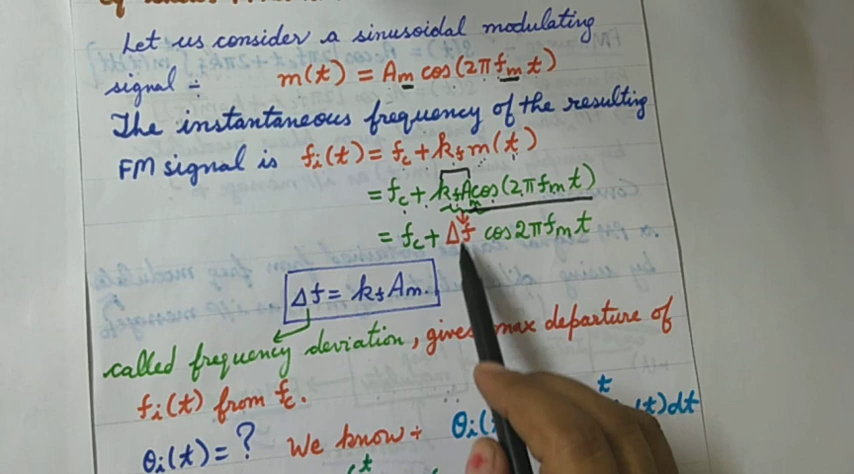 Let us consider a sinusoidal modulating
signal :- m(t) = Am cos(2π fm t)
The instantaneous frequency of the resulting
FM signal is fi(t) = fc + kf m(t)
= fc + kf Am cos(2π fm t)
= fc + Δf cos 2π fm t
Δf = kf Am.
called frequency deviation, gives max departure of
fi(t) from fc.
θi(t) = ? We know :- θi( t (t) dt